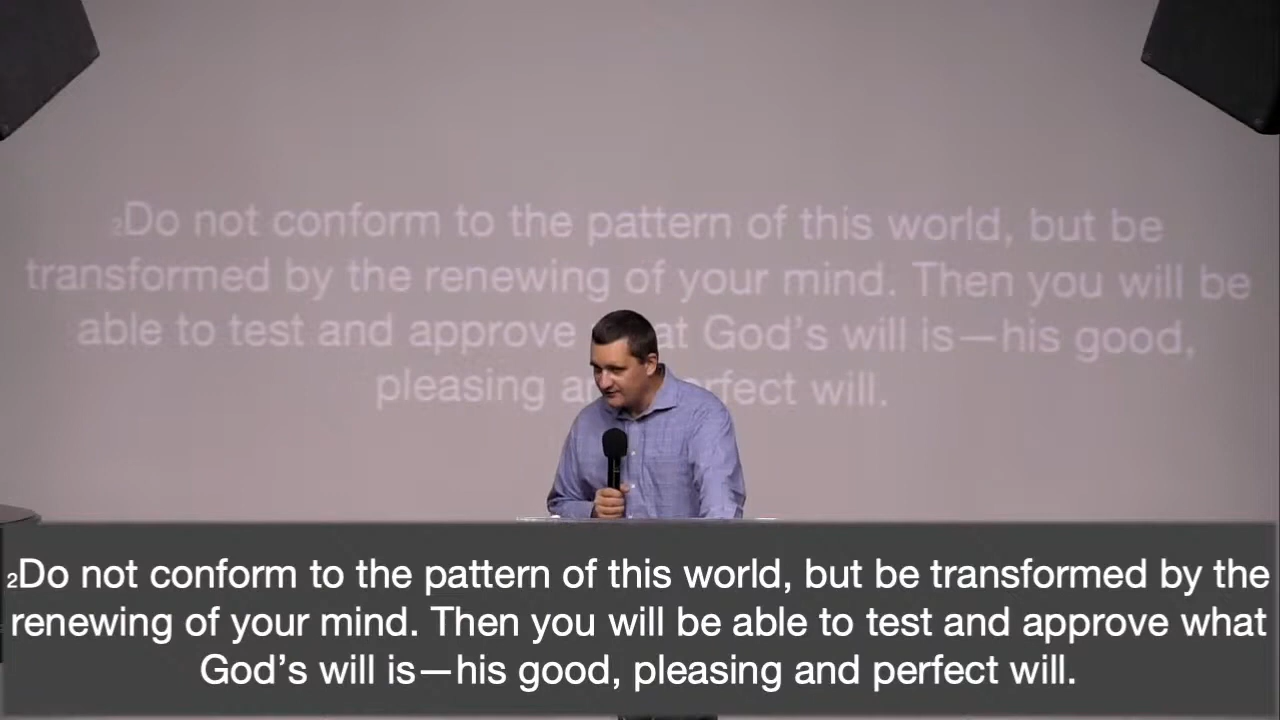 2Do not conform to the pattern of this world, but be
transformed by the renewing of your mind. Then you will be
able to test and approve at God's will is—his good,
pleasing rfect will.
2Do not conform to the pattern of this world, but be transformed by the
renewing of your mind. Then you will be able to test and approve what
God's will is—his good, pleasing and perfect will.